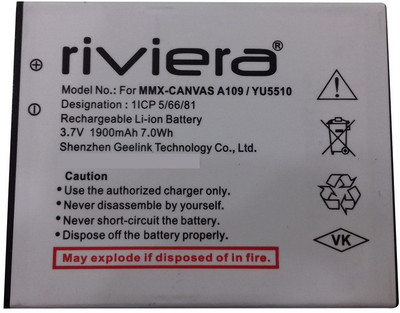 riviera®
Model No.: For MMX-CANVAS A109 / YU5510
Designation : 1ICP 5/66/81
Rechargeable Li-ion Battery
3.7V 1900mAh 7.0Wh
Shenzhen Geelink Technology Co., Ltd.
Caution?
• Use the authorized charger only.
• Never disassemble by yourself.
• Never short-circuit the battery.
• Dispose off the battery properly.
May explode if disposed of in fire.
VK